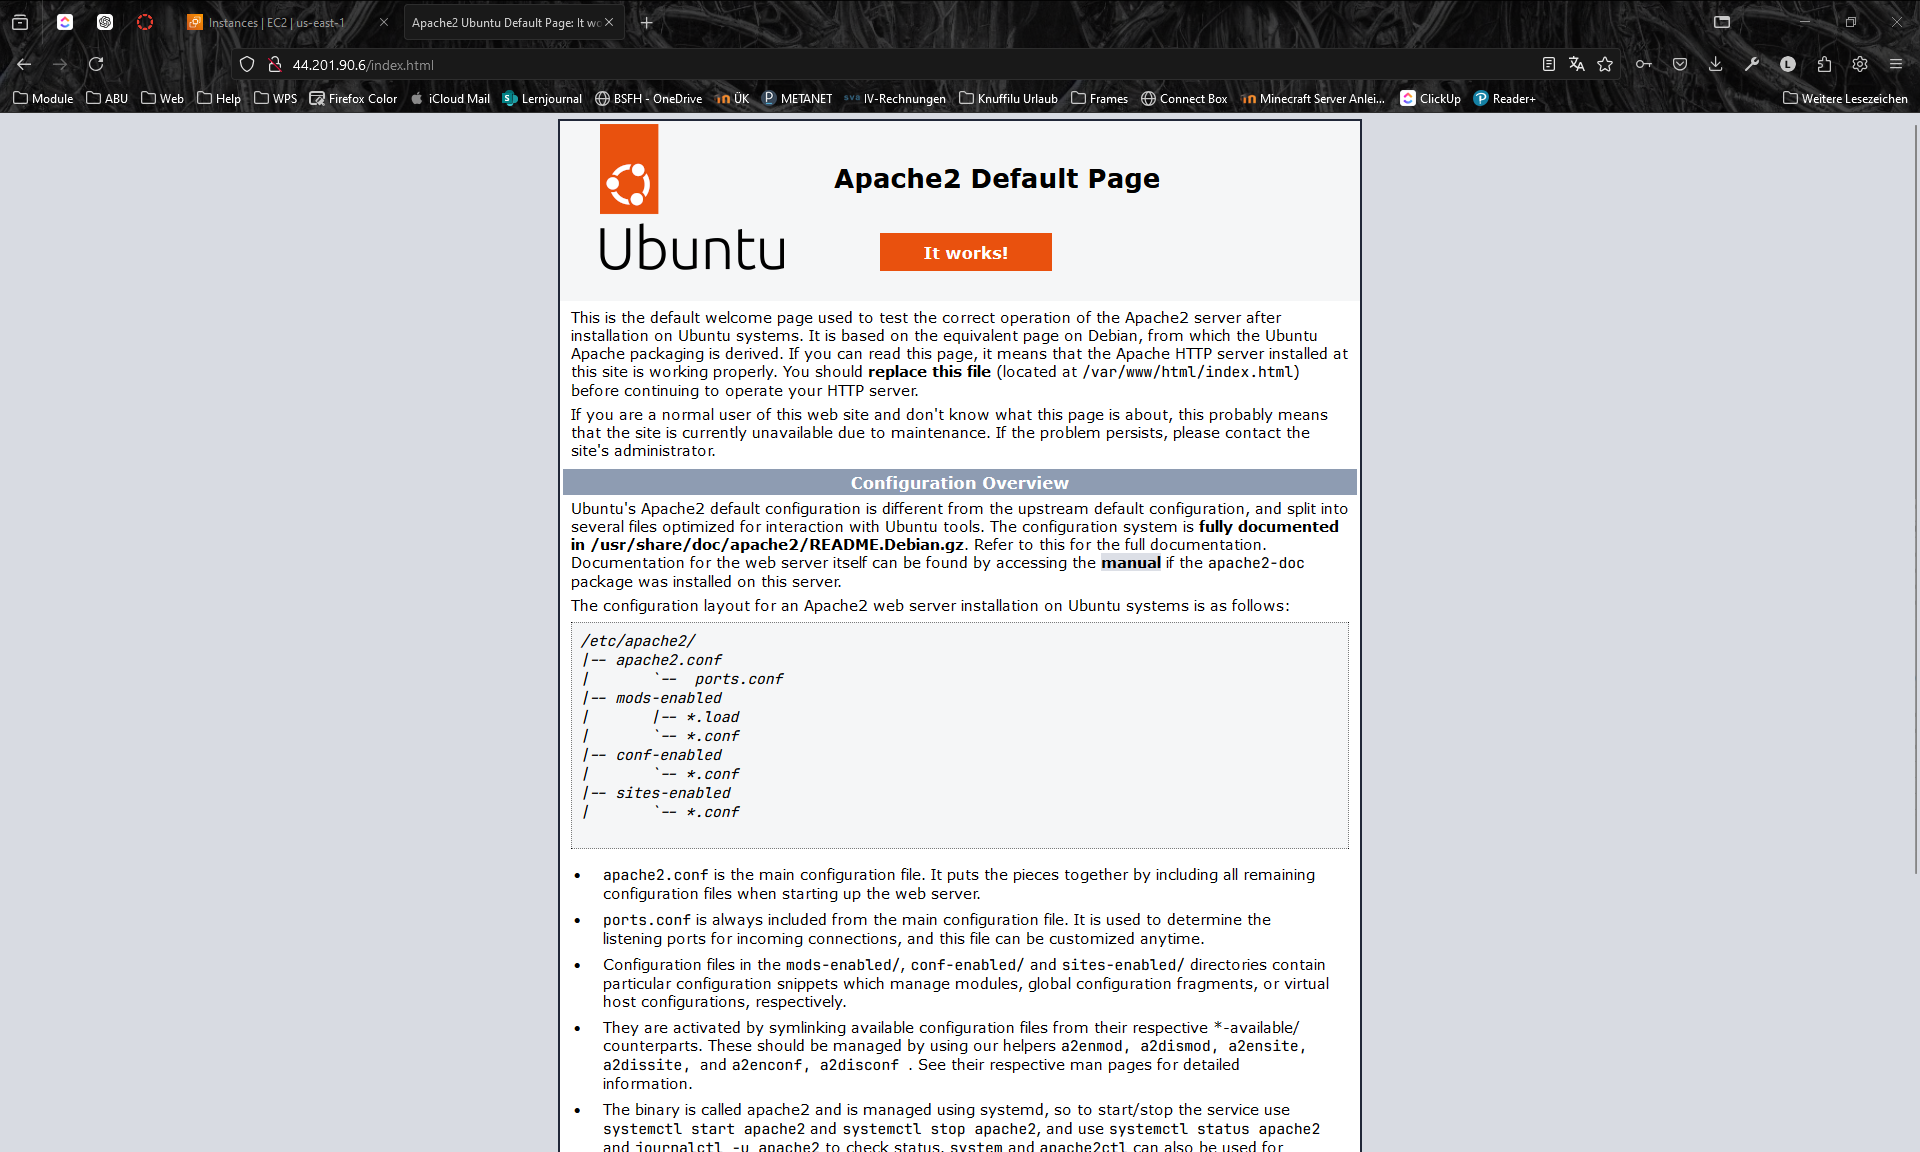 Instances | EC2 | us-east-1
Apache2 Ubuntu Default Page: It wo
44.201.90.6/index.html
Module ABU Web Help WPS Firefox Color iCloud Mail Lernjournal BSFH - OneDrive ÜK METANET IV-Rechnungen Knuffilu Urlaub Frames Connect Box Minecraft Server Anlei... ClickUp Reader+ Weitere Lesezeichen
Apache2 Default Page
Ubuntu
It works!
This is the default welcome page used to test the correct operation of the Apache2 server after
installation on Ubuntu systems. It is based on the equivalent page on Debian, from which the Ubuntu
Apache packaging is derived. If you can read this page, it means that the Apache HTTP server installed at
this site is working properly. You should replace this file (located at /var/www/html/index.html)
before continuing to operate your HTTP server.
If you are a normal user of this web site and don't know what this page is about, this probably means
that the site is currently unavailable due to maintenance. If the problem persists, please contact the
site's administrator.
Configuration Overview
Ubuntu's Apache2 default configuration is different from the upstream default configuration, and split into
several files optimized for interaction with Ubuntu tools. The configuration system is fully documented
in /usr/share/doc/apache2/README.Debian.gz. Refer to this for the full documentation.
Documentation for the web server itself can be found by accessing the manual if the apache2-doc
package was installed on this server.
The configuration layout for an Apache2 web server installation on Ubuntu systems is as follows:
/etc/apache2/
|-- apache2.conf
|       `--  ports.conf
|-- mods-enabled
|       |-- *.load
|       `-- *.conf
|-- conf-enabled
|       `-- *.conf
|-- sites-enabled
|       `-- *.conf
• apache2.conf is the main configuration file. It puts the pieces together by including all remaining
configuration files when starting up the web server.
• ports.conf is always included from the main configuration file. It is used to determine the
listening ports for incoming connections, and this file can be customized anytime.
• Configuration files in the mods-enabled/, conf-enabled/ and sites-enabled/ directories contain
particular configuration snippets which manage modules, global configuration fragments, or virtual
host configurations, respectively.
• They are activated by symlinking available configuration files from their respective *-available/
counterparts. These should be managed by using our helpers a2enmod, a2dismod, a2ensite,
a2dissite, and a2enconf, a2disconf . See their respective man pages for detailed
information.
• The binary is called apache2 and is managed using systemd, so to start/stop the service use
systemctl start apache2 and systemctl stop apache2, and use systemctl status apache2
and journalctl -u apache2 to check status. system and apache2ctl can also be used for